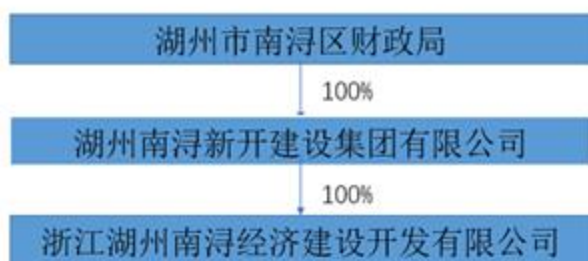 湖州市南浔区财政局
100%
湖州南浔新开建设集团有限公司
100%
浙江湖州南浔经济建设开发有限公司